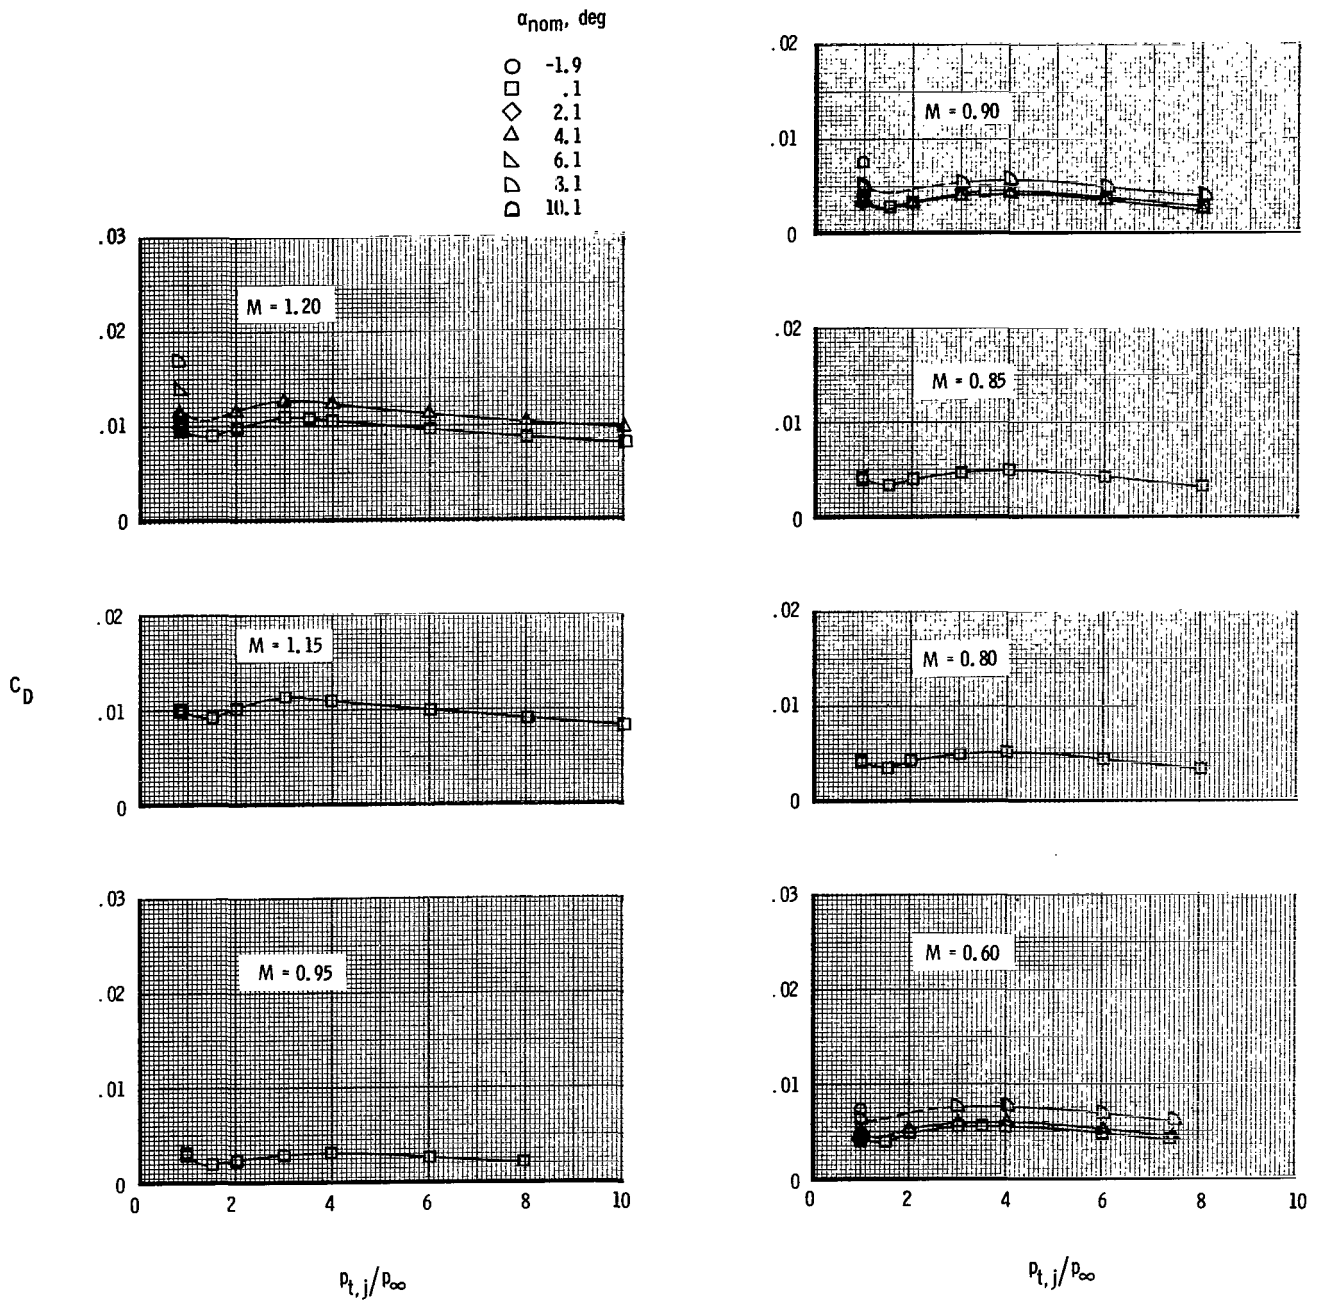 αnom, deg
-1.9
.1
2.1
4.1
6.1
8.1
10.1
.03
M = 1.20
.02
.01
0
.02
M = 1.15
.01
0
C_D
.03
M = 0.95
.02
.01
0
0 2 4 6 8 10
p_t,j/p_∞
.02
M = 0.90
.01
0
.02
M = 0.85
.01
0
.02
M = 0.80
.01
0
.03
M = 0.60
.02
.01
0
0 2 4 6 8 10
p_t,j/p_∞